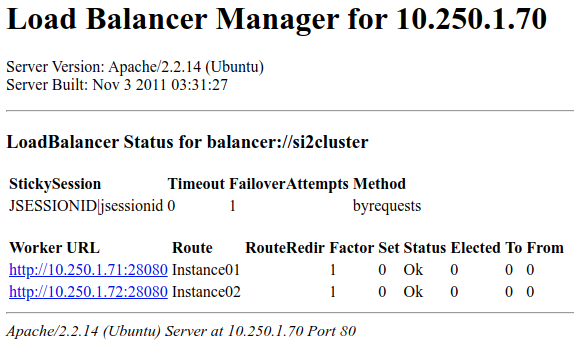 Load Balancer Manager for 10.250.1.70
Server Version: Apache/2.2.14 (Ubuntu)
Server Built: Nov 3 2011 03:31:27
LoadBalancer Status for balancer://si2cluster
StickySession Timeout FailoverAttempts Method
JSESSIONID|jsessionid 0 1 byrequests
Worker URL Route RouteRedir Factor Set Status Elected To From
http://10.250.1.71:28080 Instance01 1 0 Ok 0 0 0
http://10.250.1.72:28080 Instance02 1 0 Ok 0 0 0
Apache/2.2.14 (Ubuntu) Server at 10.250.1.70 Port 80